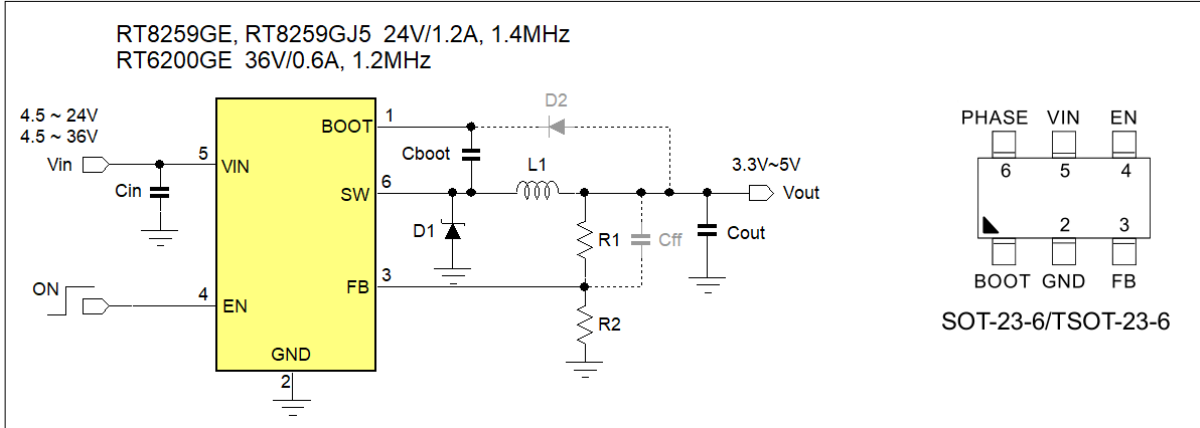 RT8259GE, RT8259GJ5 24V/1.2A, 1.4MHz
RT6200GE 36V/0.6A, 1.2MHz
4.5 ~ 24V
4.5 ~ 36V
Vin
Cin
5
VIN
ON
4
EN
GND
2
BOOT
1
SW
6
FB
3
Cboot
D2
D1
L1
R1
Cff
R2
Cout
3.3V~5V
Vout
PHASE VIN EN
6 5 4
2 3
BOOT GND FB
SOT-23-6/TSOT-23-6